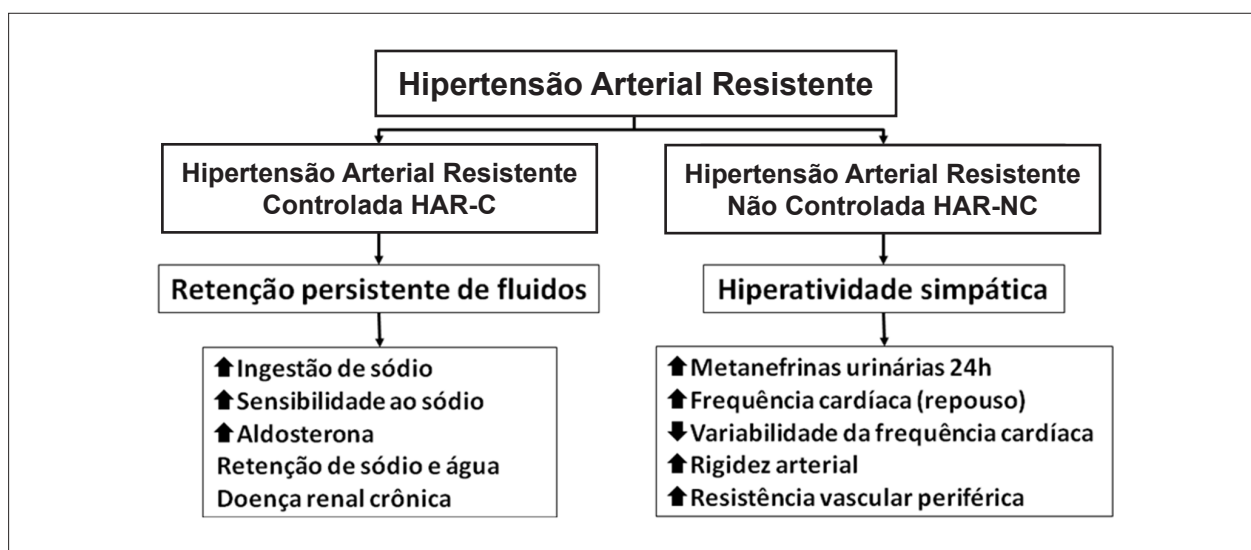 Hipertensão Arterial Resistente
Hipertensão Arterial Resistente
Controlada HAR-C
Retenção persistente de fluidos
🡅Ingestão de sódio
🡅Sensibilidade ao sódio
🡅Aldosterona
Retenção de sódio e água
Doença renal crônica
Hipertensão Arterial Resistente
Não Controlada HAR-NC
Hiperatividade simpática
🡅Metanefrinas urinárias 24h
🡅Frequência cardíaca (repouso)
🡇Variabilidade da frequência cardíaca
🡅Rigidez arterial
🡅Resistência vascular periférica